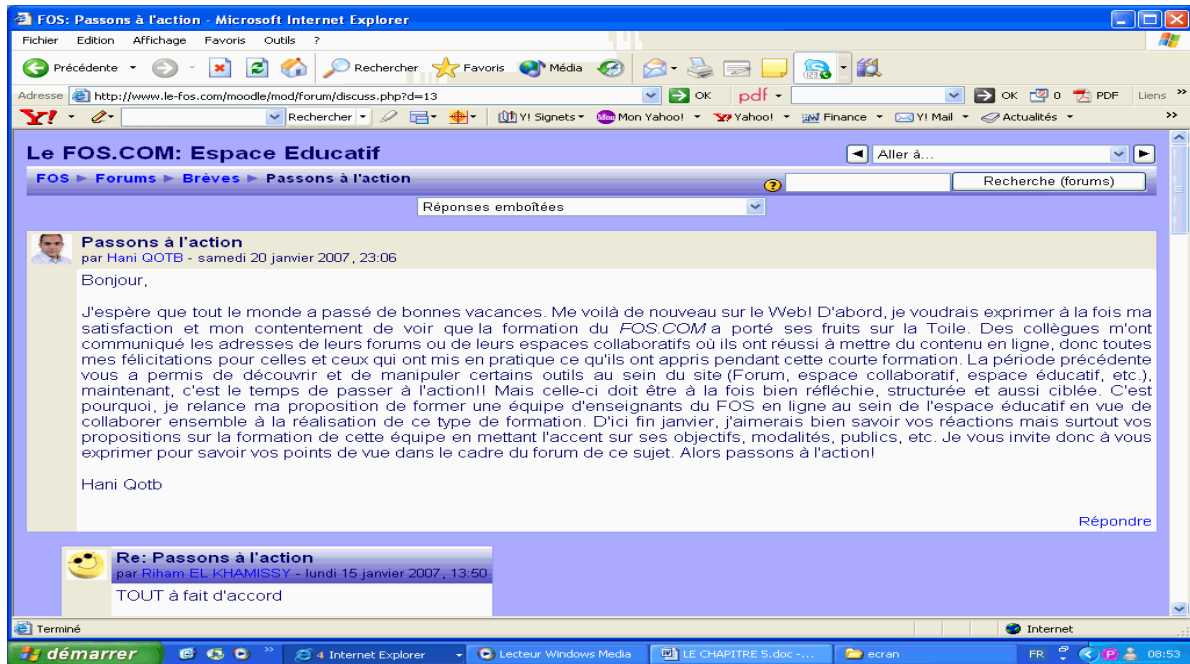 FOS: Passons à l'action - Microsoft Internet Explorer
Fichier Edition Affichage Favoris Outils ?
Précédente Rechercher Favoris Média
Adresse http://www.le-fos.com/moodle/mod/forum/discuss.php?d=13 OK pdf OK 0 PDF Liens »
Y! Rechercher Y! Signets Mon Yahoo! Yahoo! Finance Y! Mail Actualités »
Le FOS.COM: Espace Educatif
Aller à...
FOS ► Forums ► Brèves ► Passons à l'action
? Recherche (forums)
Réponses emboîtées
Passons à l'action
par Hani QOTB - samedi 20 janvier 2007, 23:06
Bonjour,
J'espère que tout le monde a passé de bonnes vacances. Me voilà de nouveau sur le Web! D'abord, je voudrais exprimer à la fois ma
satisfaction et mon contentement de voir que la formation du FOS.COM a porté ses fruits sur la Toile. Des collègues m'ont
communiqué les adresses de leurs forums ou de leurs espaces collaboratifs où ils ont réussi à mettre du contenu en ligne, donc toutes
mes félicitations pour celles et ceux qui ont mis en pratique ce qu'ils ont appris pendant cette courte formation. La période précédente
vous a permis de découvrir et de manipuler certains outils au sein du site (Forum, espace collaboratif, espace éducatif, etc.),
maintenant, c'est le temps de passer à l'action!! Mais celle-ci doit être à la fois bien réfléchie, structurée et aussi ciblée. C'est
pourquoi, je relance ma proposition de former une équipe d'enseignants du FOS en ligne au sein de l'espace éducatif en vue de
collaborer ensemble à la réalisation de ce type de formation. D'ici fin janvier, j'aimerais bien savoir vos réactions mais surtout vos
propositions sur la formation de cette équipe en mettant l'accent sur ses objectifs, modalités, publics, etc. Je vous invite donc à vous
exprimer pour savoir vos points de vue dans le cadre du forum de ce sujet. Alors passons à l'action!
Hani Qotb
Répondre
Re: Passons à l'action
par Riham EL KHAMISSY - lundi 15 janvier 2007, 13:50
TOUT à fait d'accord
Terminé Internet
démarrer » 4 Internet Explorer Lecteur Windows Media LE CHAPITRE 5.doc -... ecran FR 08:53